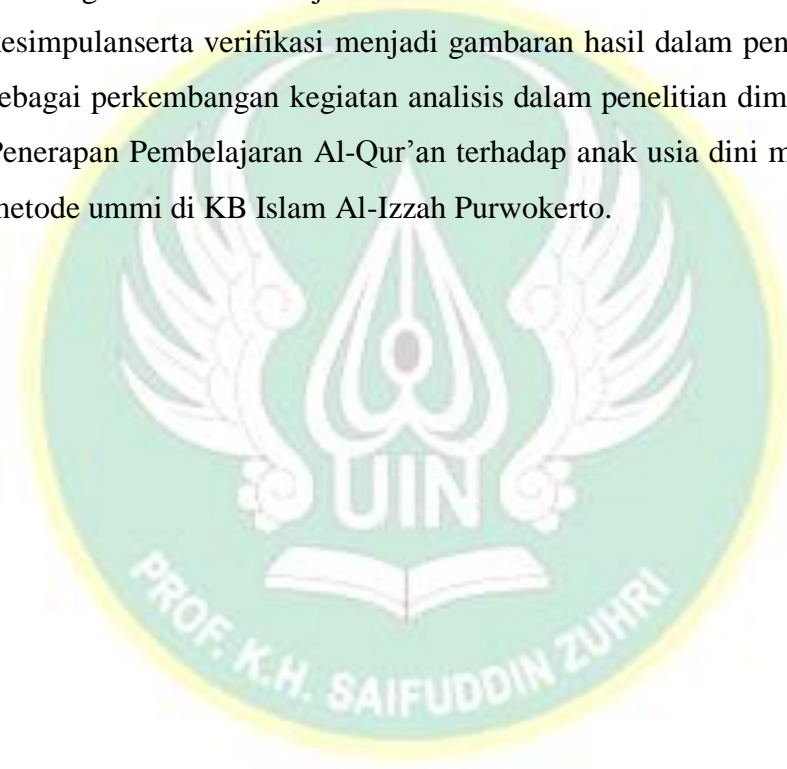 kesimpulanserta verifikasi menjadi gambaran hasil dalam pen
sebagai perkembangan kegiatan analisis dalam penelitian dim
Penerapan Pembelajaran Al-Qur’an terhadap anak usia dini m
metode ummi di KB Islam Al-Izzah Purwokerto.
UIN
PROF. K.H. SAIFUDDIN ZUHRI